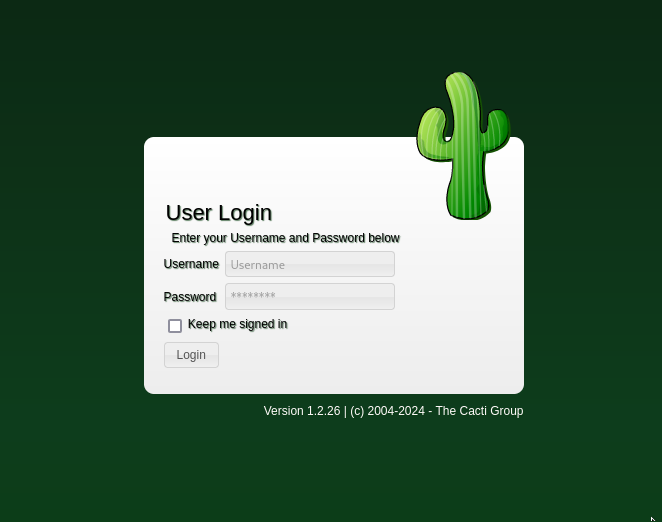 User Login
Enter your Username and Password below
Username Username
Password ********
Keep me signed in
Login
Version 1.2.26 | (c) 2004-2024 - The Cacti Group